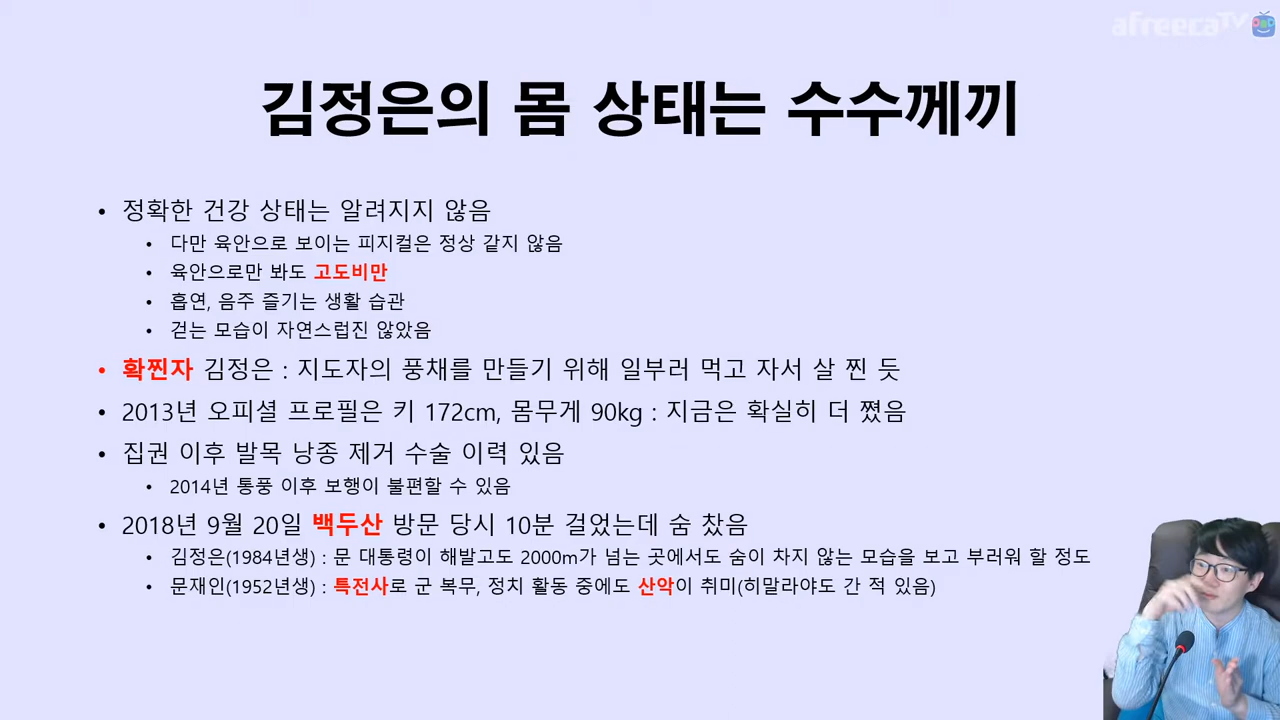 afreecaTV
김정은의 몸 상태는 수수께끼
• 정확한 건강 상태는 알려지지 않음
• 다만 육안으로 보이는 피지컬은 정상 같지 않음
• 육안으로만 봐도 고도비만
• 흡연, 음주 즐기는 생활 습관
• 걷는 모습이 자연스럽진 않았음
• 확찐자 김정은 : 지도자의 풍채를 만들기 위해 일부러 먹고 자서 살 찐 듯
• 2013년 오피셜 프로필은 키 172cm, 몸무게 90kg : 지금은 확실히 더 쪘음
• 집권 이후 발목 낭종 제거 수술 이력 있음
• 2014년 통풍 이후 보행이 불편할 수 있음
• 2018년 9월 20일 백두산 방문 당시 10분 걸었는데 숨 찼음
• 김정은(1984년생) : 문 대통령이 해발고도 2000m가 넘는 곳에서도 숨이 차지 않는 모습을 보고 부러워 할 정도
• 문재인(1952년생) : 특전사로 군 복무, 정치 활동 중에도 산악이 취미(히말라야도 간 적 있음)